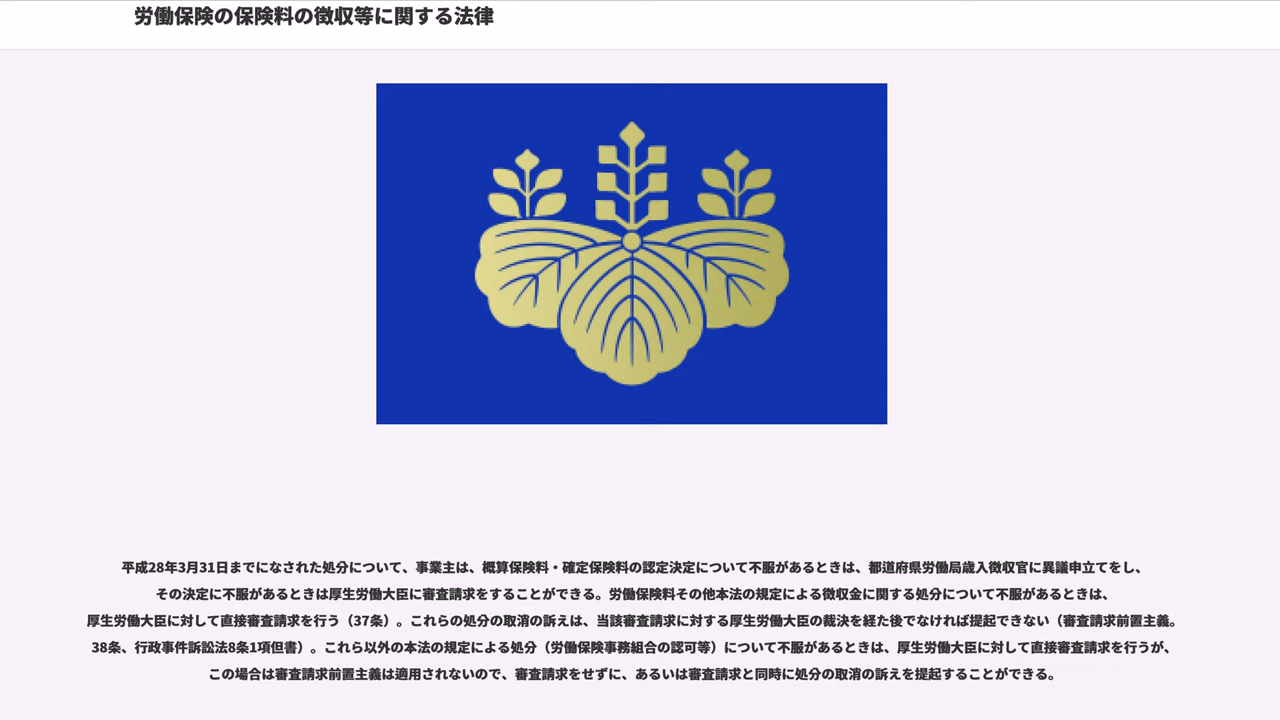 労働保険の保険料の徴収等に関する法律
平成28年3月31日までになされた処分について、事業主は、概算保険料・確定保険料の認定決定について不服があるときは、都道府県労働局歳入徴収官に異議申立てをし、
その決定に不服があるときは厚生労働大臣に審査請求をすることができる。労働保険料その他本法の規定による徴収金に関する処分について不服があるときは、
厚生労働大臣に対して直接審査請求を行う（37条）。これらの処分の取消の訴えは、当該審査請求に対する厚生労働大臣の裁決を経た後でなければ提起できない（審査請求前置主義。
38条、行政事件訴訟法8条1項但書）。これら以外の本法の規定による処分（労働保険事務組合の認可等）について不服があるときは、厚生労働大臣に対して直接審査請求を行うが、
この場合は審査請求前置主義は適用されないので、審査請求をせずに、あるいは審査請求と同時に処分の取消の訴えを提起することができる。